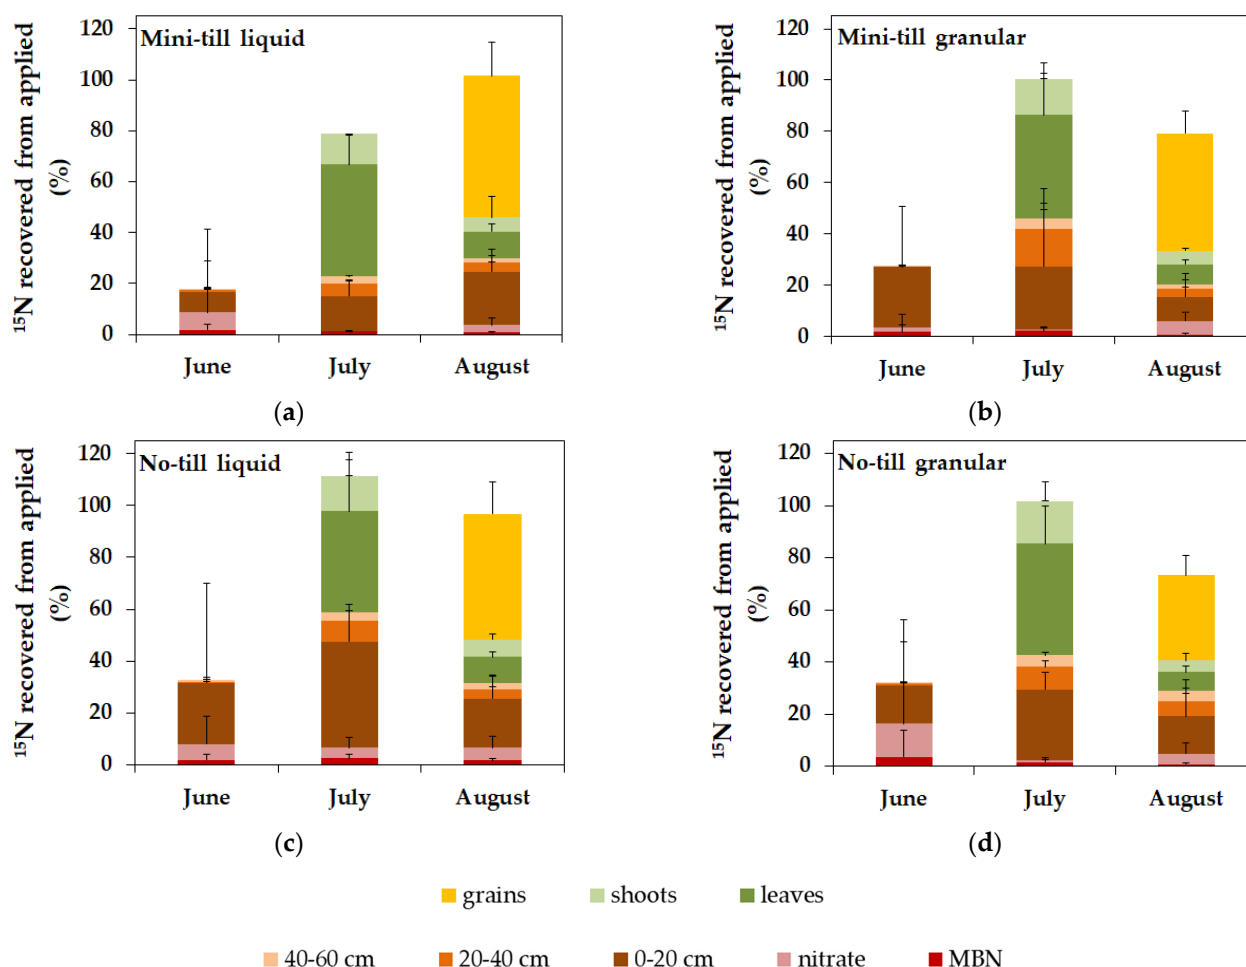 Mini-till liquid
¹⁵N recovered from applied
(%)
120
100
80
60
40
20
0
June July August
(a)
Mini-till granular
¹⁵N recovered from applied
(%)
120
100
80
60
40
20
0
June July August
(b)
No-till liquid
¹⁵N recovered from applied
(%)
120
100
80
60
40
20
0
June July August
(c)
No-till granular
¹⁵N recovered from applied
(%)
120
100
80
60
40
20
0
June July August
(d)
grains shoots leaves
40-60 cm 20-40 cm 0-20 cm nitrate MBN